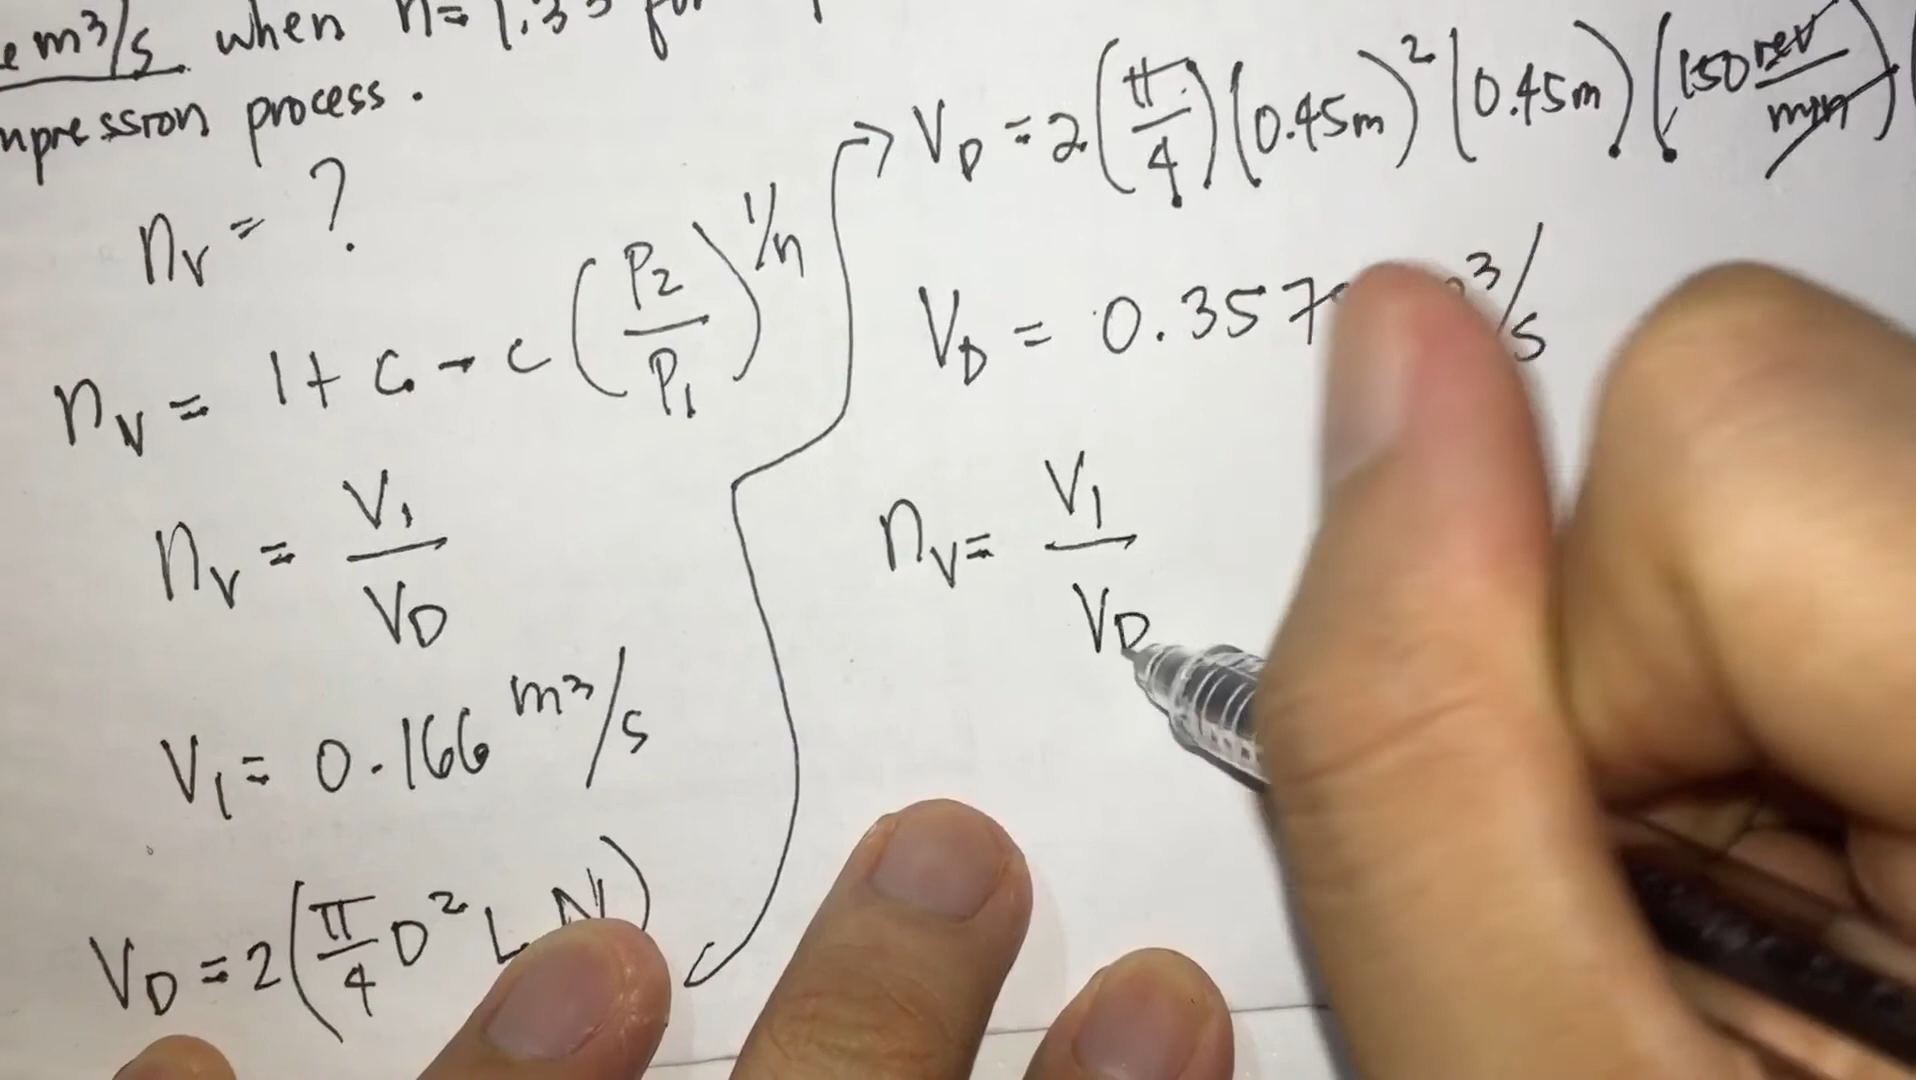 m³/s when n = 1.35
mpression process.
nv = ?
nv = 1 + c - c (P2/P1)^1/n
nv = V1/VD
V1 = 0.166 m³/s
VD = 2(π/4 D² L N)
VD = 2(π/4)(0.45m)²(0.45m)(150 rev/min)
VD = 0.357 m³/s
nv = V1/VD